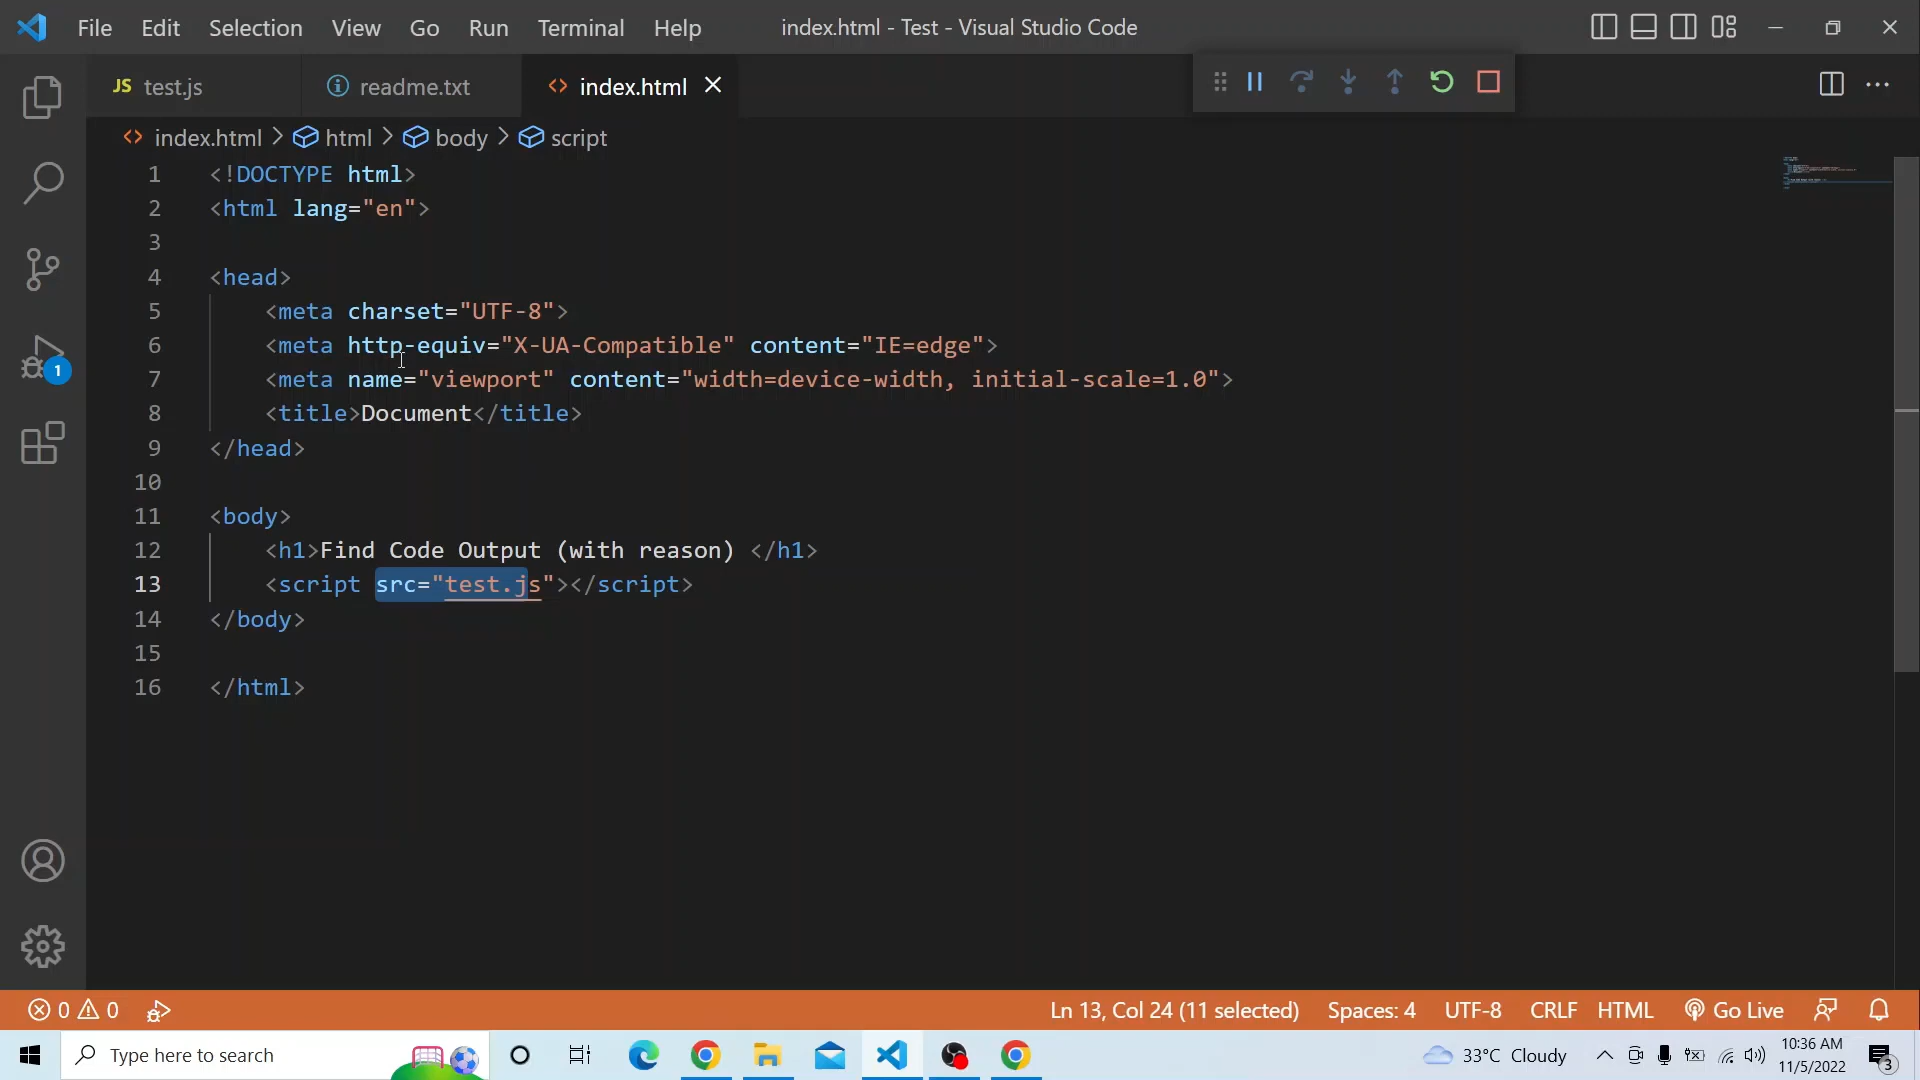 File Edit Selection View Go Run Terminal Help index.html - Test - Visual Studio Code
JS test.js readme.txt index.html
index.html > html > body > script
1 <!DOCTYPE html>
2 <html lang="en">
3
4 <head>
5 <meta charset="UTF-8">
6 <meta http-equiv="X-UA-Compatible" content="IE=edge">
7 <meta name="viewport" content="width=device-width, initial-scale=1.0">
8 <title>Document</title>
9 </head>
10
11 <body>
12 <h1>Find Code Output (with reason) </h1>
13 <script src="test.js"></script>
14 </body>
15
16 </html>
1
0 0 Ln 13, Col 24 (11 selected) Spaces: 4 UTF-8 CRLF HTML Go Live
Type here to search 33°C Cloudy 10:36 AM
11/5/2022 3